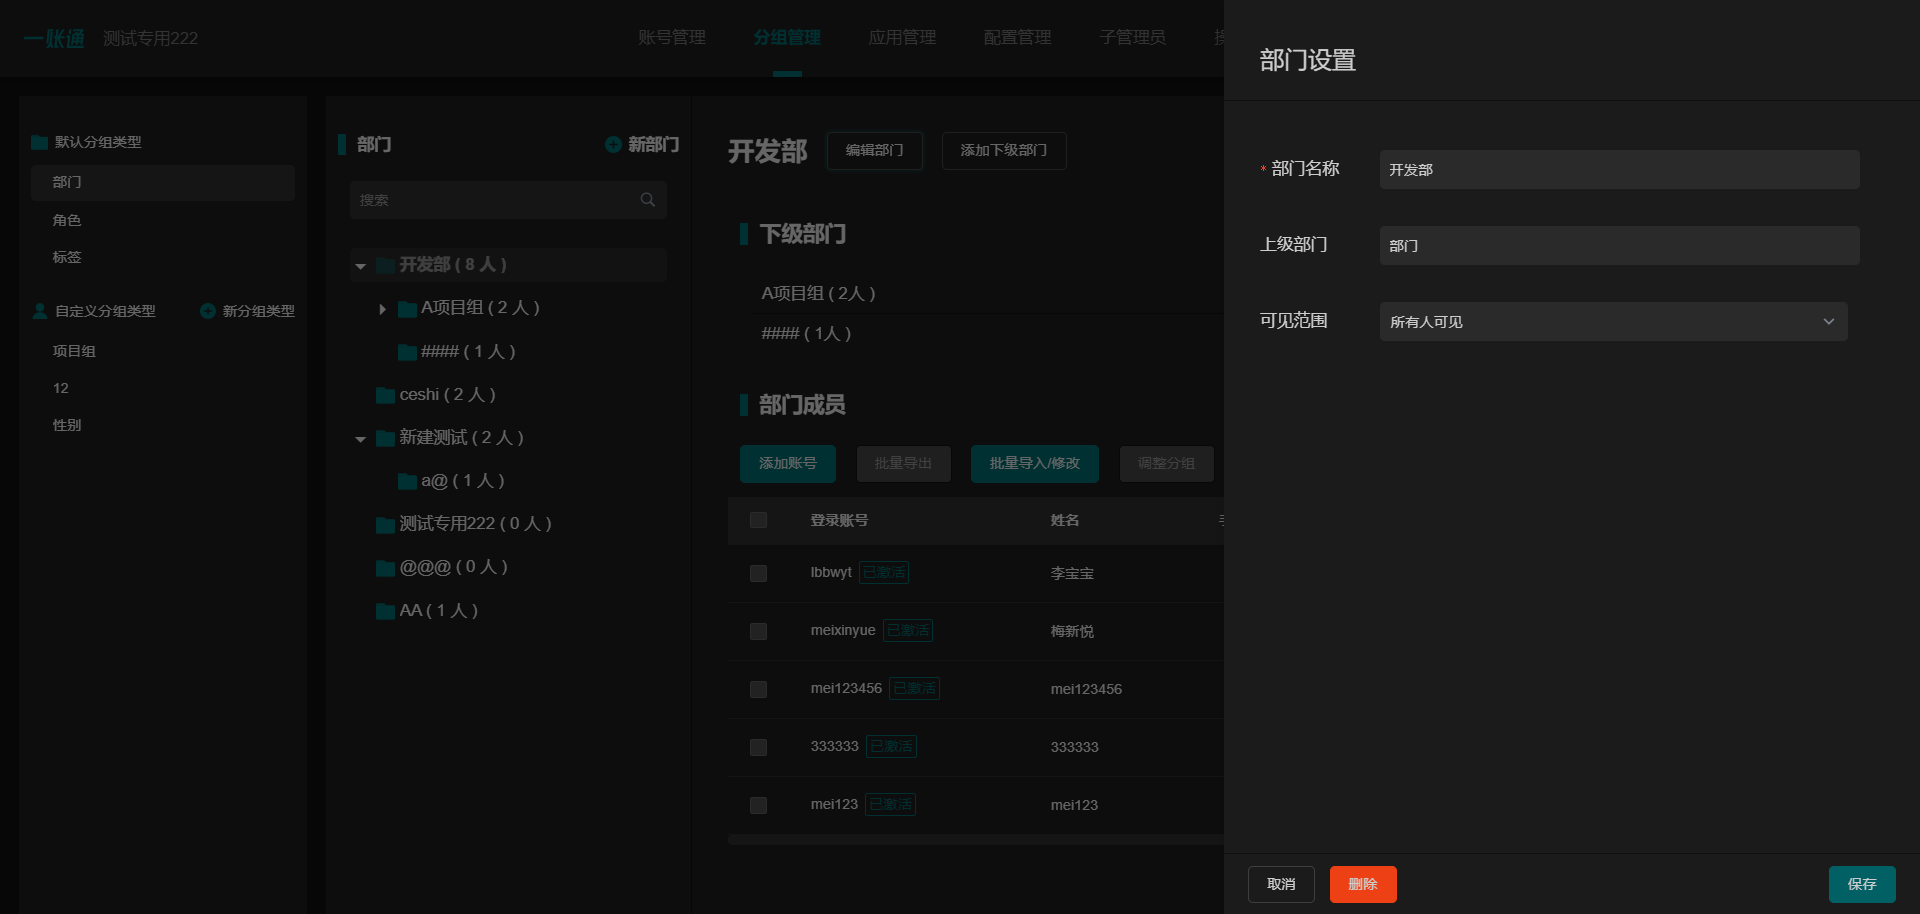 一账通 测试专用222
账号管理 分组管理 应用管理 配置管理 子管理员
默认分组类型
部门
角色
标签
自定义分组类型 新分组类型
项目组
12
性别
部门 新部门
搜索
开发部 ( 8 人 )
A项目组 ( 2 人 )
#### ( 1 人 )
ceshi ( 2 人 )
新建测试 ( 2 人 )
a@ ( 1 人 )
测试专用222 ( 0 人 )
@@@ ( 0 人 )
AA ( 1 人 )
开发部 编辑部门 添加下级部门
下级部门
A项目组 ( 2人 )
#### ( 1人 )
部门成员
添加账号 批量导出 批量导入/修改 调整分组
登录账号 姓名
lbbwyt 已激活 李宝宝
meixinyue 已激活 梅新悦
mei123456 已激活 mei123456
333333 已激活 333333
mei123 已激活 mei123
部门设置
* 部门名称 开发部
上级部门 部门
可见范围 所有人可见
取消 删除 保存